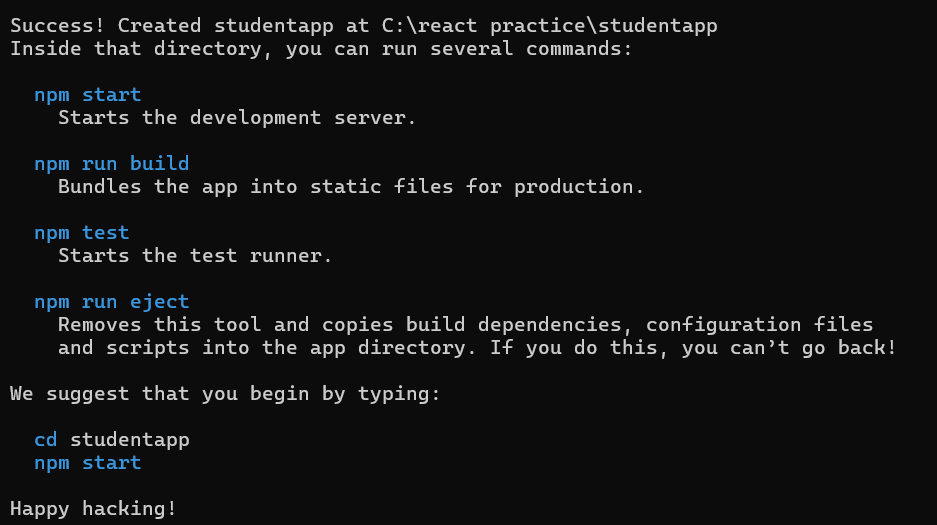 Success! Created studentapp at C:\react practice\studentapp
Inside that directory, you can run several commands:
npm start
Starts the development server.
npm run build
Bundles the app into static files for production.
npm test
Starts the test runner.
npm run eject
Removes this tool and copies build dependencies, configuration files
and scripts into the app directory. If you do this, you can’t go back!
We suggest that you begin by typing:
cd studentapp
npm start
Happy hacking!